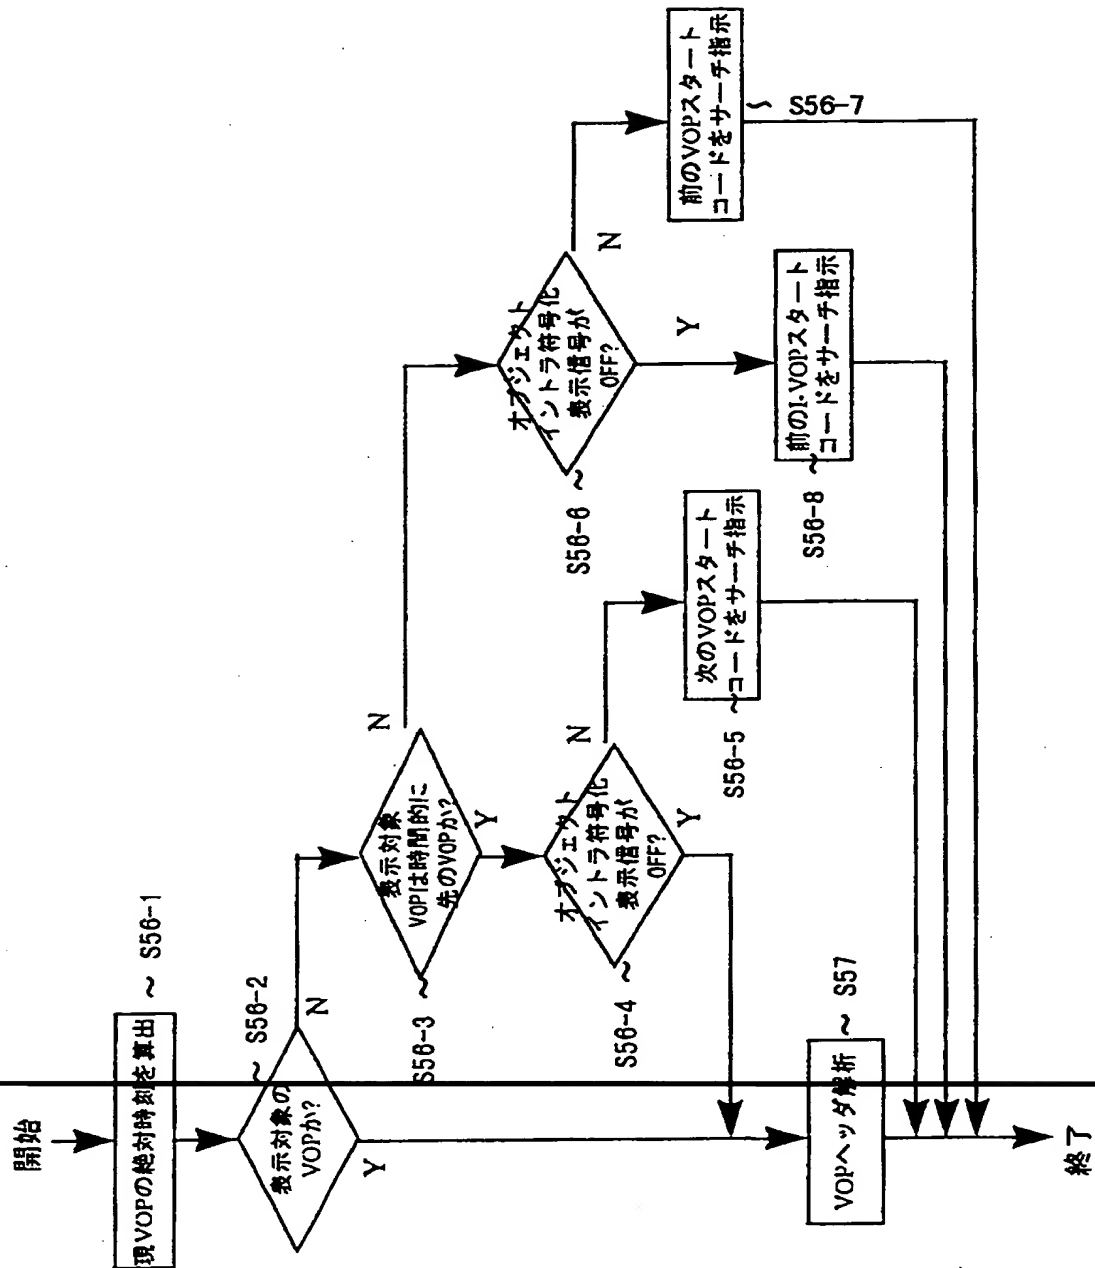 開始
現VOPの絶対時刻を算出
~ S56-1
表示対象の
VOPか?
~ S56-2
N
Y
表示対象
VOPは時間的に
先のVOPか?
S56-3 ~
N
Y
オブジェクト
イントラ符号化
表示信号が
OFF?
S56-4 ~
N
Y
次のVOPスタート
コードをサーチ指示
S56-5 ~
オブジェクト
イントラ符号化
表示信号が
OFF?
S56-6 ~
N
Y
前のVOPスタート
コードをサーチ指示
~ S56-7
前のI-VOPスタート
コードをサーチ指示
S56-8 ~
VOPヘッダ解析
~ S57
終了